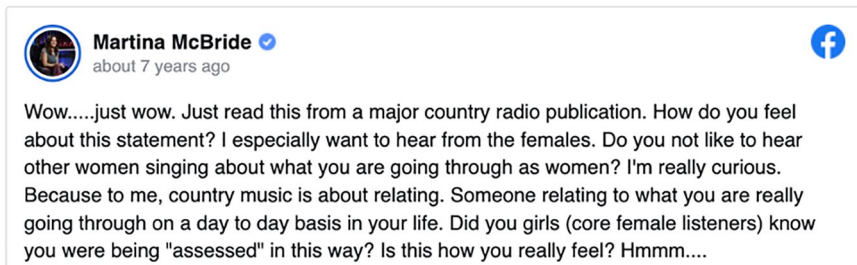 Martina McBride
about 7 years ago
Wow.....just wow. Just read this from a major country radio publication. How do you feel
about this statement? I especially want to hear from the females. Do you not like to hear
other women singing about what you are going through as women? I'm really curious.
Because to me, country music is about relating. Someone relating to what you are really
going through on a day to day basis in your life. Did you girls (core female listeners) know
you were being "assessed" in this way? Is this how you really feel? Hmmm....